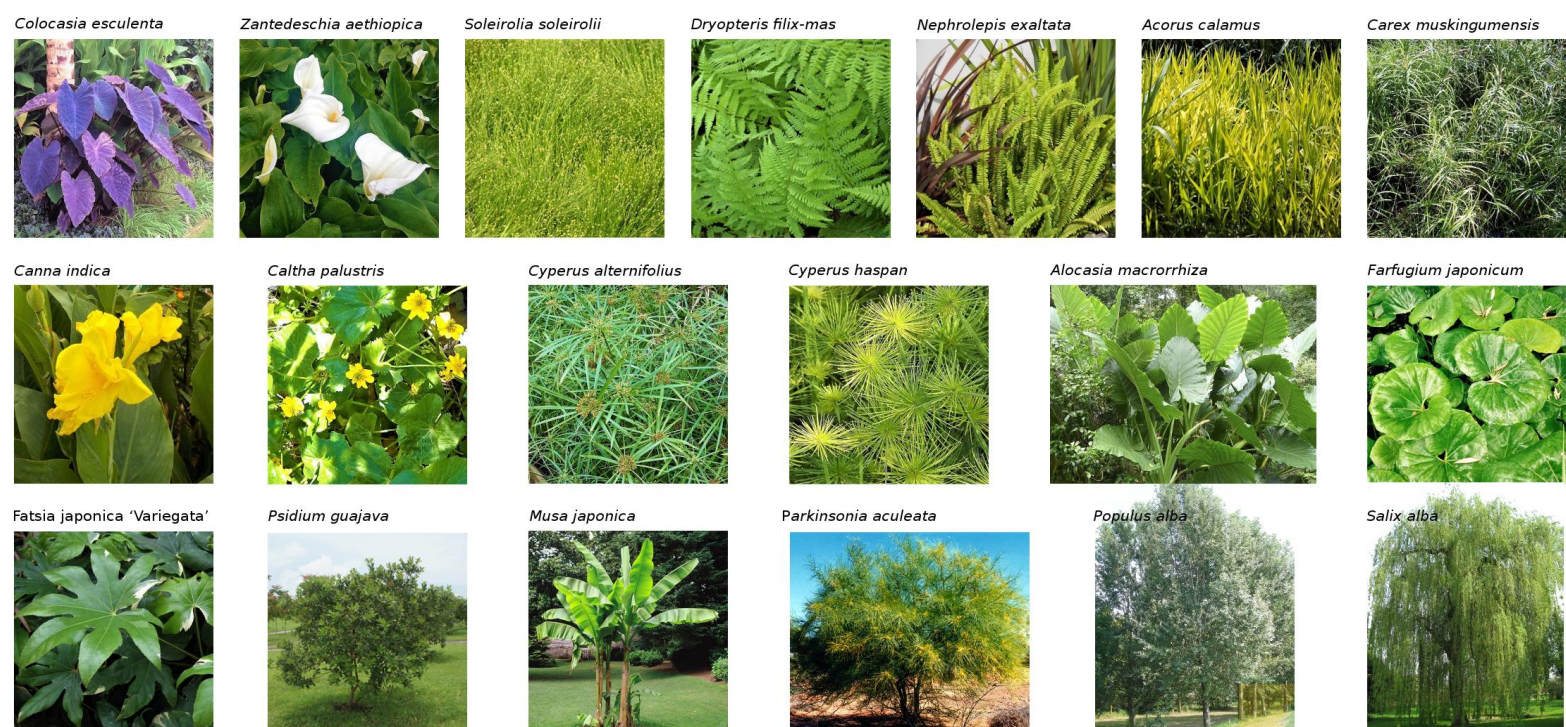 Colocasia esculenta
Zantedeschia aethiopica
Soleirolia soleirolii
Dryopteris filix-mas
Nephrolepis exaltata
Acorus calamus
Carex muskingumensis
Canna indica
Caltha palustris
Cyperus alternifolius
Cyperus haspan
Alocasia macrorrhiza
Farfugium japonicum
Fatsia japonica ‘Variegata’
Psidium guajava
Musa japonica
Parkinsonia aculeata
Populus alba
Salix alba